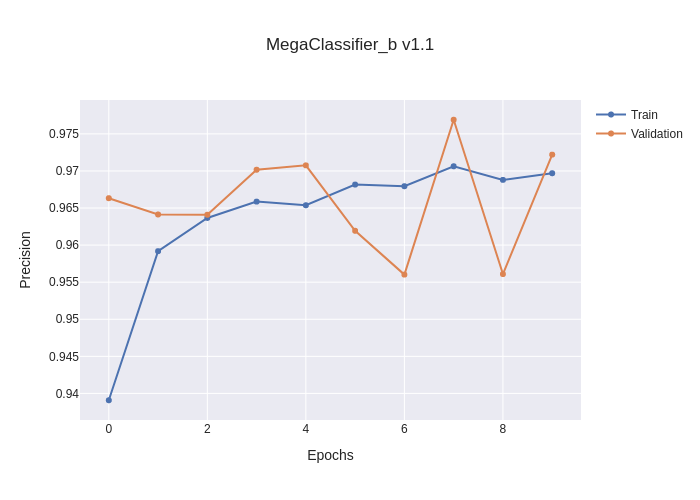 MegaClassifier_b v1.1
Train
Validation
Precision
0.975
0.97
0.965
0.96
0.955
0.95
0.945
0.94
0 2 4 6 8
Epochs